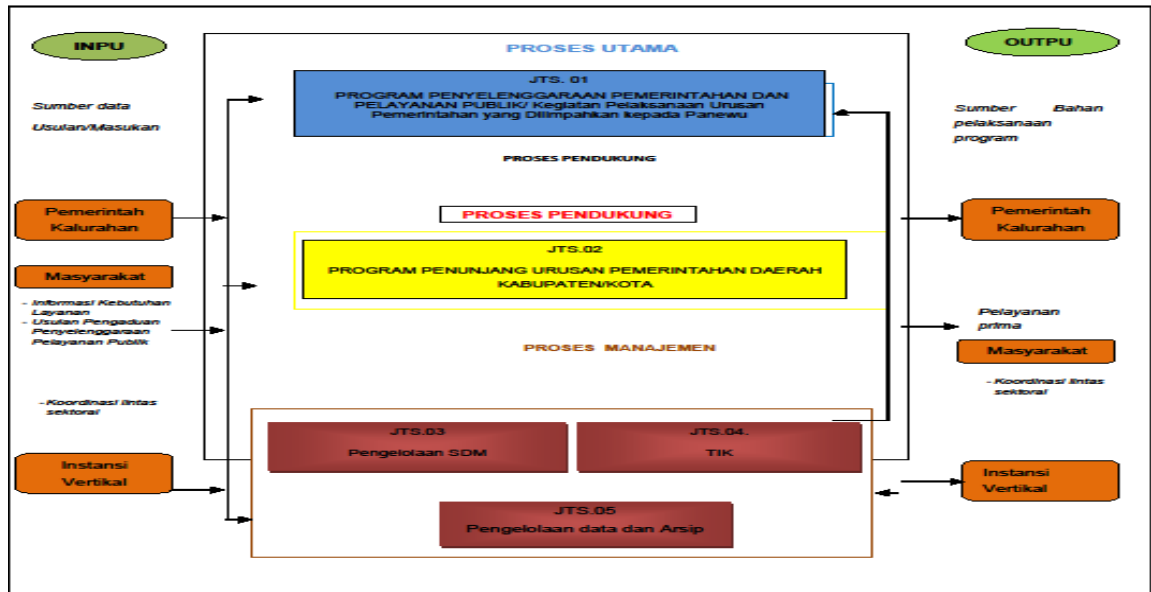 INPU
Sumber data
Usulan/Masukan
Pemerintah
Kalurahan
Masyarakat
- Informasi Kebutuhan
Layanan
- Usulan Pengaduan
Penyelenggaraan
Pelayanan Publik
- Koordinasi lintas
sektoral
Instansi
Vertikal
PROSES UTAMA
JTS. 01
PROGRAM PENYELENGGARAAN PEMERINTAHAN DAN
PELAYANAN PUBLIK/ Kegiatan Pelaksanaan Urusan
Pemerintahan yang Dilimpahkan kepada Panewu
PROSES PENDUKUNG
PROSES PENDUKUNG
JTS.02
PROGRAM PENUNJANG URUSAN PEMERINTAHAN DAERAH
KABUPATEN/KOTA
PROSES MANAJEMEN
JTS.03
Pengelolaan SDM
JTS.04.
TIK
JTS.05
Pengelolaan data dan Arsip
OUTPU
Sumber Bahan
pelaksanaan
program
Pemerintah
Kalurahan
Pelayanan
prima
Masyarakat
- Koordinasi lintas
sektoral
Instansi
Vertikal